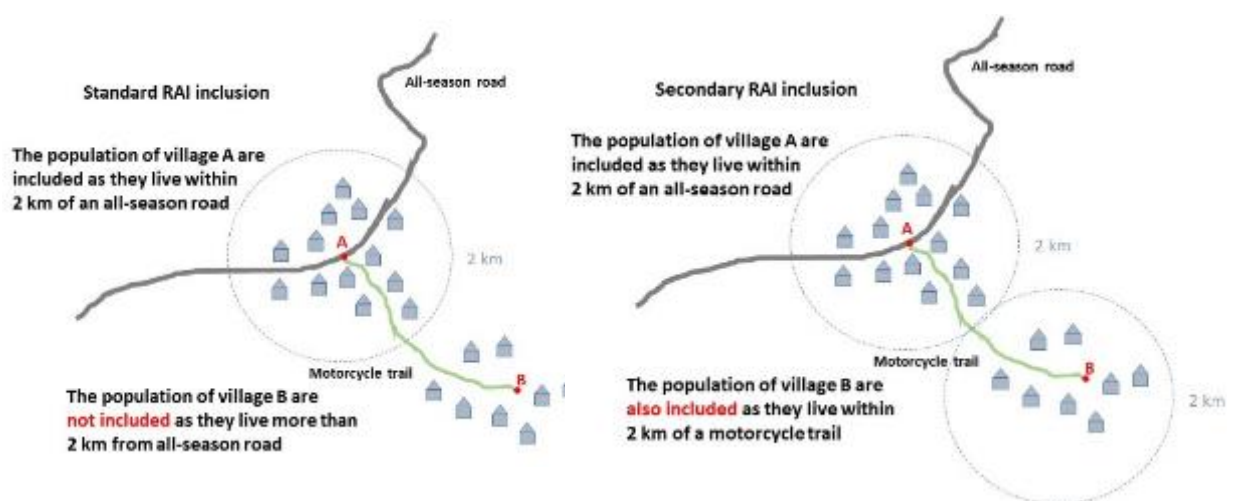 Standard RAI inclusion
All-season road
The population of village A are
included as they live within
2 km of an all-season road
A
2 km
Motorcycle trail
B
The population of village B are
not included as they live more than
2 km from all-season road
Secondary RAI inclusion
All-season road
The population of village A are
included as they live within
2 km of an all-season road
A
2 km
Motorcycle trail
B
The population of village B are
also included as they live within
2 km of a motorcycle trail
2 km